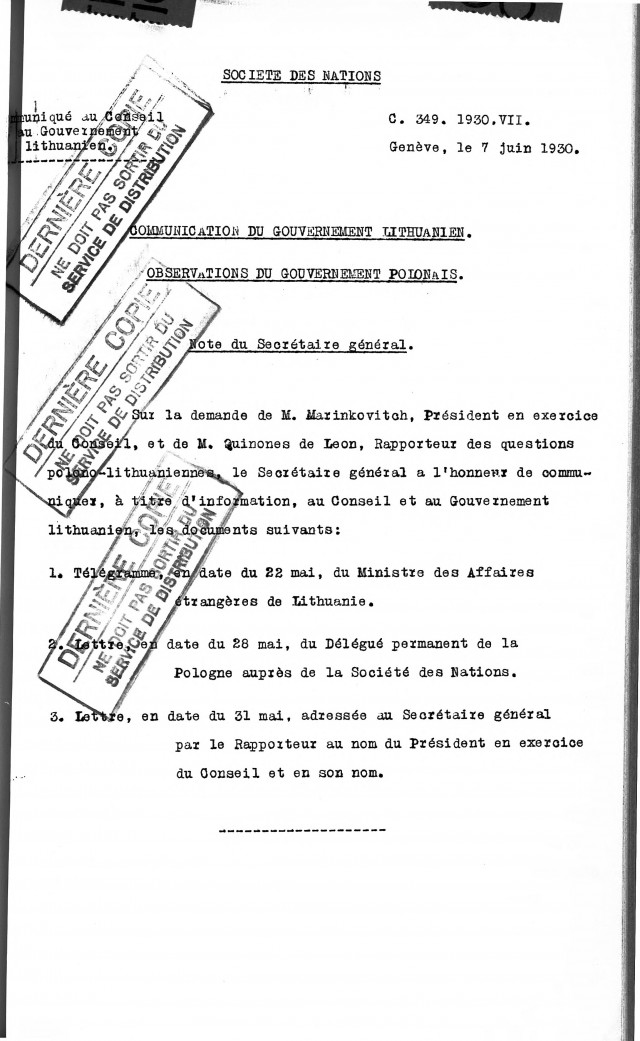 SOCIETE DES NATIONS
muniqué au Conseil
au Gouvernement
lithuanien.
C. 349. 1930.VII.
Genève, le 7 juin 1930.
COMMUNICATION DU GOUVERNEMENT LITHUANIEN.
OBSERVATIONS DU GOUVERNEMENT POLONAIS.
Note du Secrétaire général.
Sur la demande de M. Marinkovitch, Président en exercice
du Conseil, et de M. Quinones de Leon, Rapporteur des questions
polono-lithuaniennes, le Secrétaire général a l'honneur de commu-
niquer, à titre d'information, au Conseil et au Gouvernement
lithuanien, les documents suivants:
1. Télégramme, en date du 22 mai, du Ministre des Affaires
étrangères de Lithuanie.
2. Lettre, en date du 28 mai, du Délégué permanent de la
Pologne auprès de la Société des Nations.
3. Lettre, en date du 31 mai, adressée au Secrétaire général
par le Rapporteur au nom du Président en exercice
du Conseil et en son nom.
DERNIÈRE COPIE
NE DOIT PAS SORTIR DU
SERVICE DE DISTRIBUTION
DERNIÈRE COPIE
NE DOIT PAS SORTIR DU
SERVICE DE DISTRIBUTION
DERNIÈRE COPIE
NE DOIT PAS SORTIR DU
SERVICE DE DISTRIBUTION